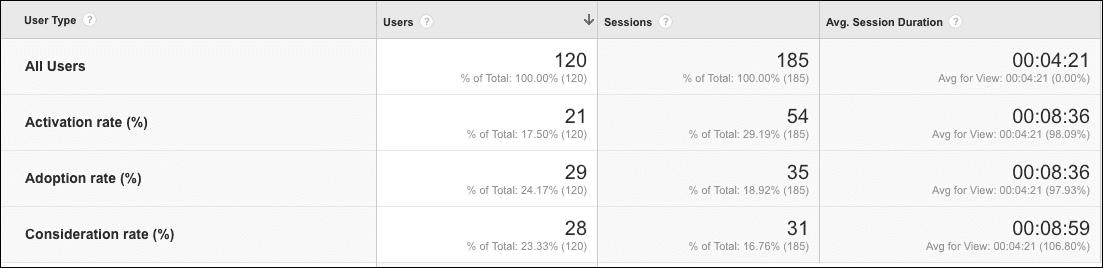 User Type ? Users ? Sessions ? Avg. Session Duration ?
All Users 120 185 00:04:21
% of Total: 100.00% (120) % of Total: 100.00% (185) Avg for View: 00:04:21 (0.00%)
Activation rate (%) 21 54 00:08:36
% of Total: 17.50% (120) % of Total: 29.19% (185) Avg for View: 00:04:21 (98.09%)
Adoption rate (%) 29 35 00:08:36
% of Total: 24.17% (120) % of Total: 18.92% (185) Avg for View: 00:04:21 (97.93%)
Consideration rate (%) 28 31 00:08:59
% of Total: 23.33% (120) % of Total: 16.76% (185) Avg for View: 00:04:21 (106.80%)